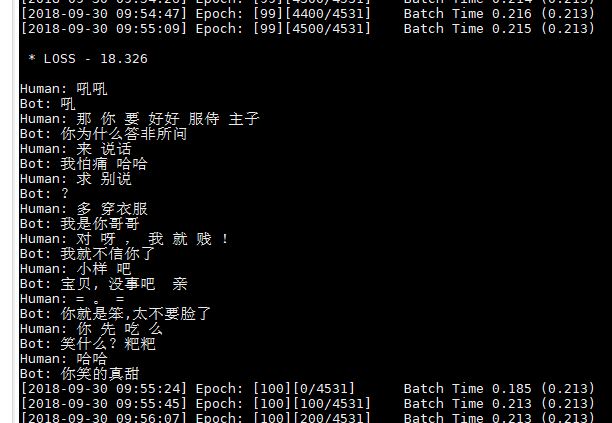 [2018-09-30 09:54:26] Epoch: [99][4300/4531] Batch Time 0.214 (0.213)
[2018-09-30 09:54:47] Epoch: [99][4400/4531] Batch Time 0.216 (0.213)
[2018-09-30 09:55:09] Epoch: [99][4500/4531] Batch Time 0.215 (0.213)
* LOSS - 18.326
Human: 吼吼
Bot: 吼
Human: 那 你 要 好好 服侍 主子
Bot: 你为什么答非所问
Human: 来 说话
Bot: 我怕痛 哈哈
Human: 求 别说
Bot: ?
Human: 多 穿衣服
Bot: 我是你哥哥
Human: 对 呀 , 我 就 贱 !
Bot: 我就不信你了
Human: 小样 吧
Bot: 宝贝, 没事吧 亲
Human: = 。 =
Bot: 你就是笨,太不要脸了
Human: 你 先 吃 么
Bot: 笑什么? 粑粑
Human: 哈哈
Bot: 你笑的真甜
[2018-09-30 09:55:24] Epoch: [100][0/4531] Batch Time 0.185 (0.213)
[2018-09-30 09:55:45] Epoch: [100][100/4531] Batch Time 0.213 (0.213)
[2018-09-30 09:56:07] Epoch: [100][200/4531] Batch Time 0.213 (0.213)